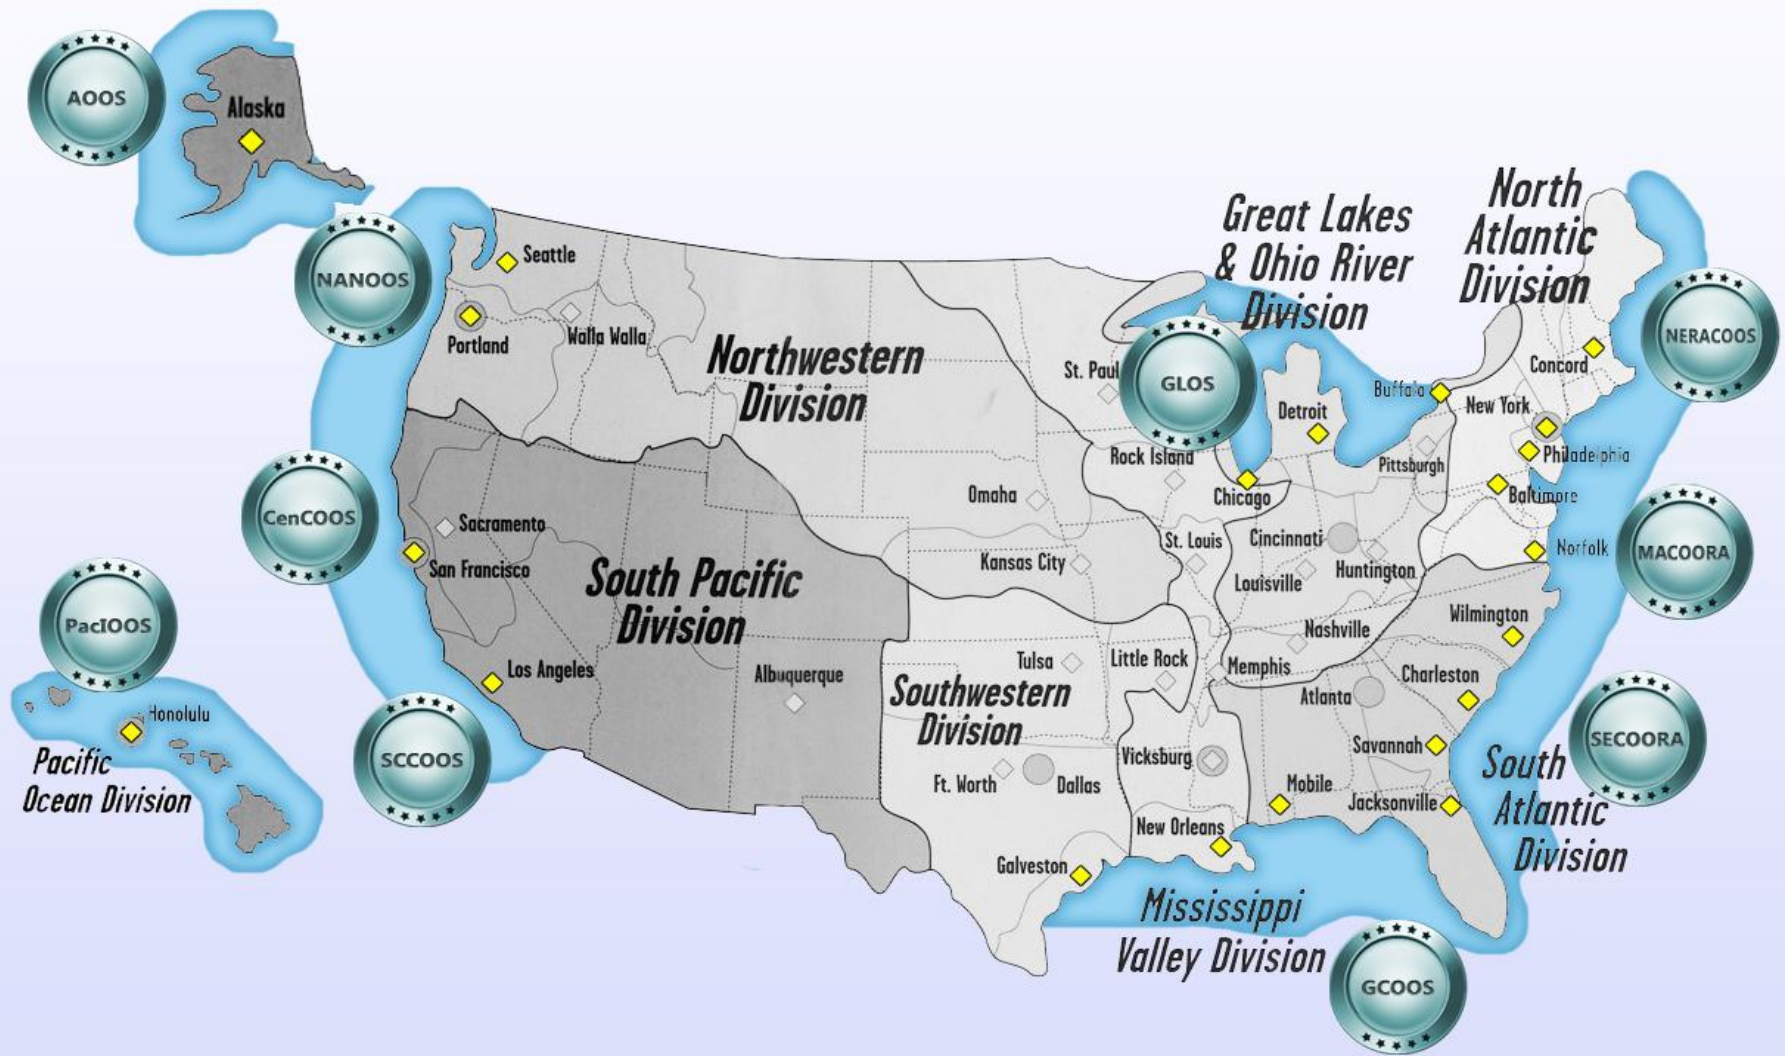 AOOS
Alaska
NANOOS
Seattle
Portland
Walla Walla
Northwestern
Division
St. Paul
Great Lakes
& Ohio River
Division
North
Atlantic
Division
NERACOOS
GLOS
Concord
Buffalo
Detroit
New York
Philadelphia
Pittsburgh
Rock Island
Chicago
Baltimore
Omaha
CenCOOS
Sacramento
San Francisco
St. Louis
Cincinnati
Norfolk
MACOORA
Kansas City
Louisville
Huntington
South Pacific
Division
PacIOOS
Wilmington
Nashville
Los Angeles
Albuquerque
Tulsa
Little Rock
Memphis
Charleston
Atlanta
Southwestern
Division
Honolulu
SCCOOS
SECOORA
Savannah
Vicksburg
Pacific
Ocean Division
Ft. Worth
Dallas
Mobile
Jacksonville
South
Atlantic
Division
New Orleans
Galveston
Mississippi
Valley Division
GCOOS